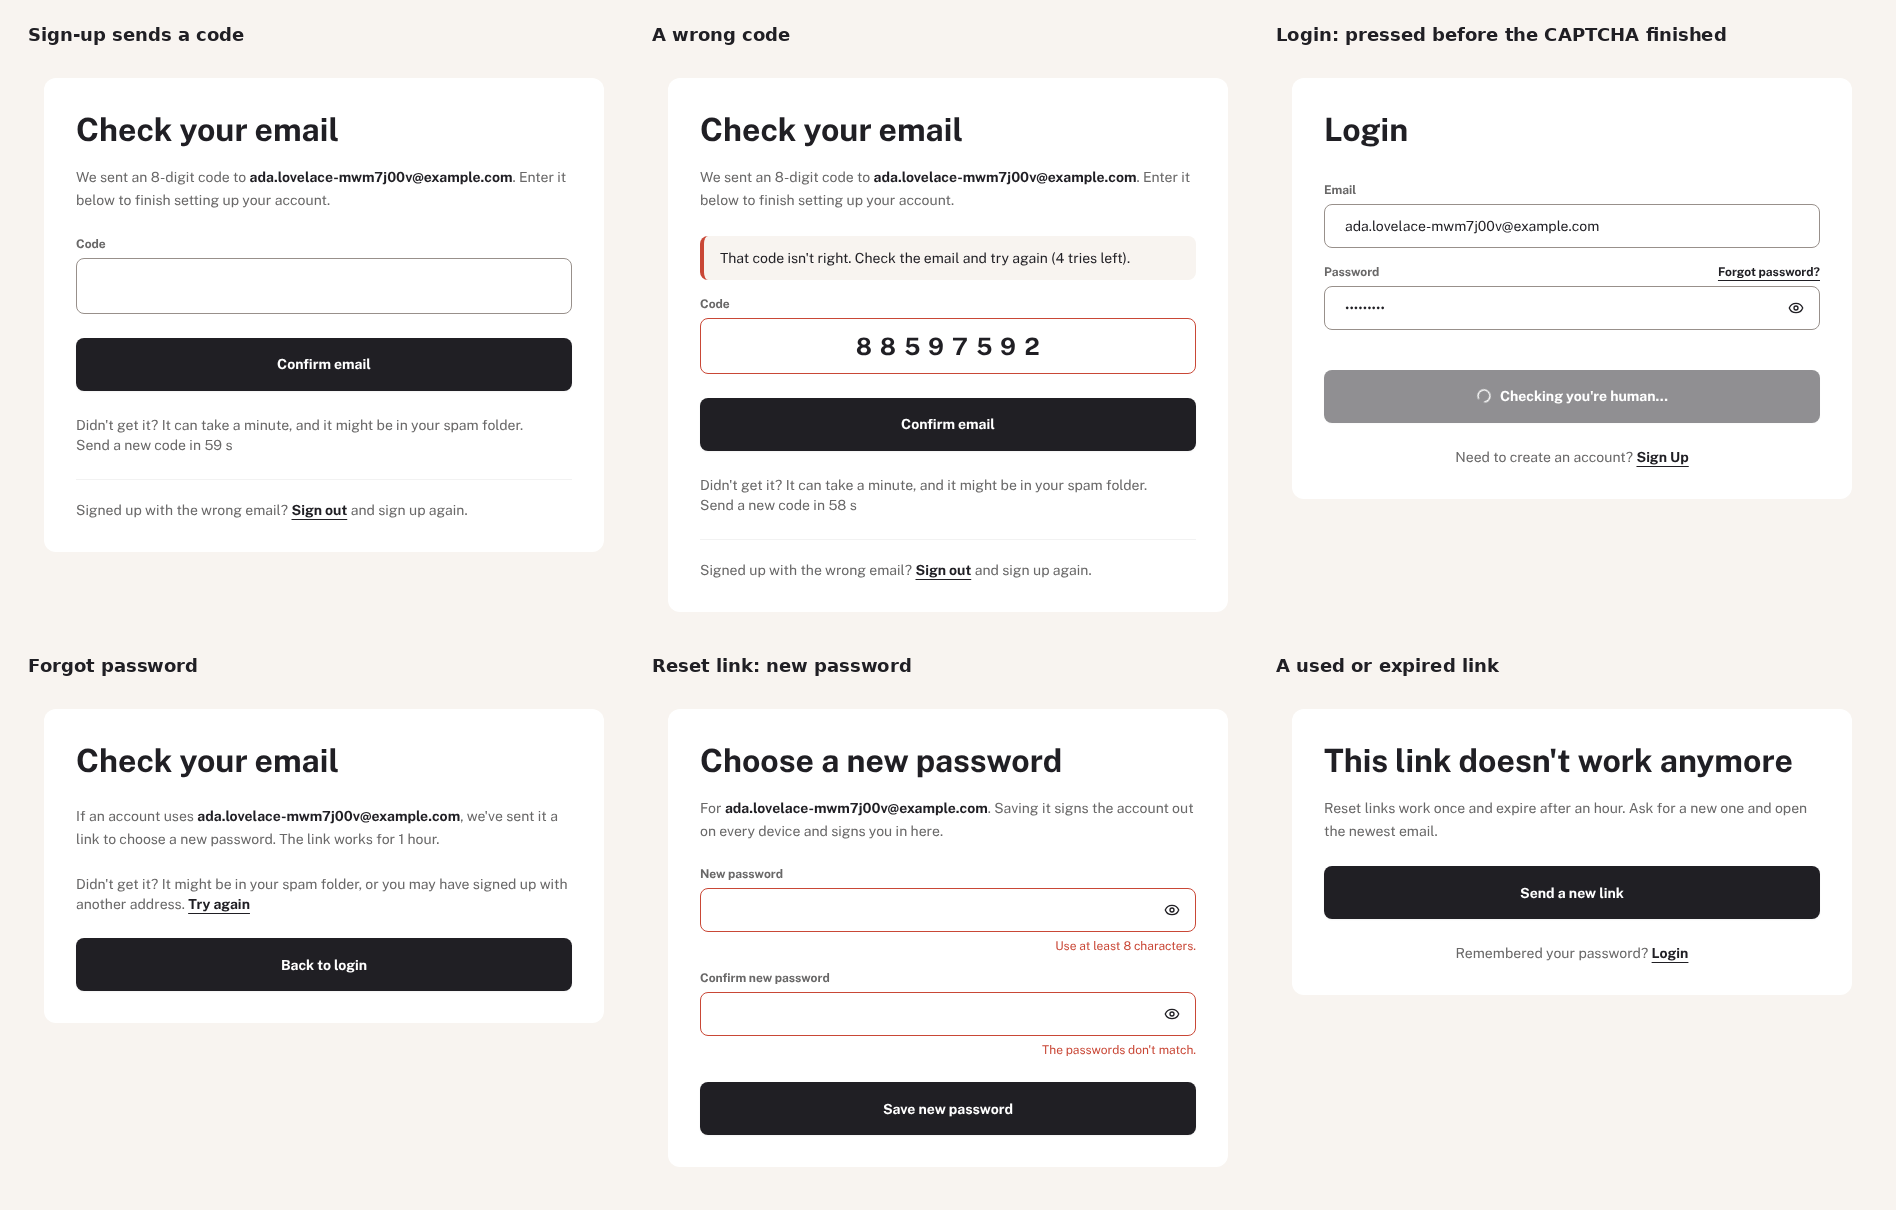 Sign-up sends a code
Check your email
We sent an 8-digit code to ada.lovelace-mwm7j00v@example.com. Enter it
below to finish setting up your account.
Code
Confirm email
Didn't get it? It can take a minute, and it might be in your spam folder.
Send a new code in 59 s
Signed up with the wrong email? Sign out and sign up again.
A wrong code
Check your email
We sent an 8-digit code to ada.lovelace-mwm7j00v@example.com. Enter it
below to finish setting up your account.
That code isn't right. Check the email and try again (4 tries left).
Code
88597592
Confirm email
Didn't get it? It can take a minute, and it might be in your spam folder.
Send a new code in 58 s
Signed up with the wrong email? Sign out and sign up again.
Login: pressed before the CAPTCHA finished
Login
Email
ada.lovelace-mwm7j00v@example.com
Password Forgot password?
•••••••••
Checking you're human...
Need to create an account? Sign Up
Forgot password
Check your email
If an account uses ada.lovelace-mwm7j00v@example.com, we've sent it a
link to choose a new password. The link works for 1 hour.
Didn't get it? It might be in your spam folder, or you may have signed up with
another address. Try again
Back to login
Reset link: new password
Choose a new password
For ada.lovelace-mwm7j00v@example.com. Saving it signs the account out
on every device and signs you in here.
New password
Use at least 8 characters.
Confirm new password
The passwords don't match.
Save new password
A used or expired link
This link doesn't work anymore
Reset links work once and expire after an hour. Ask for a new one and open
the newest email.
Send a new link
Remembered your password? Login